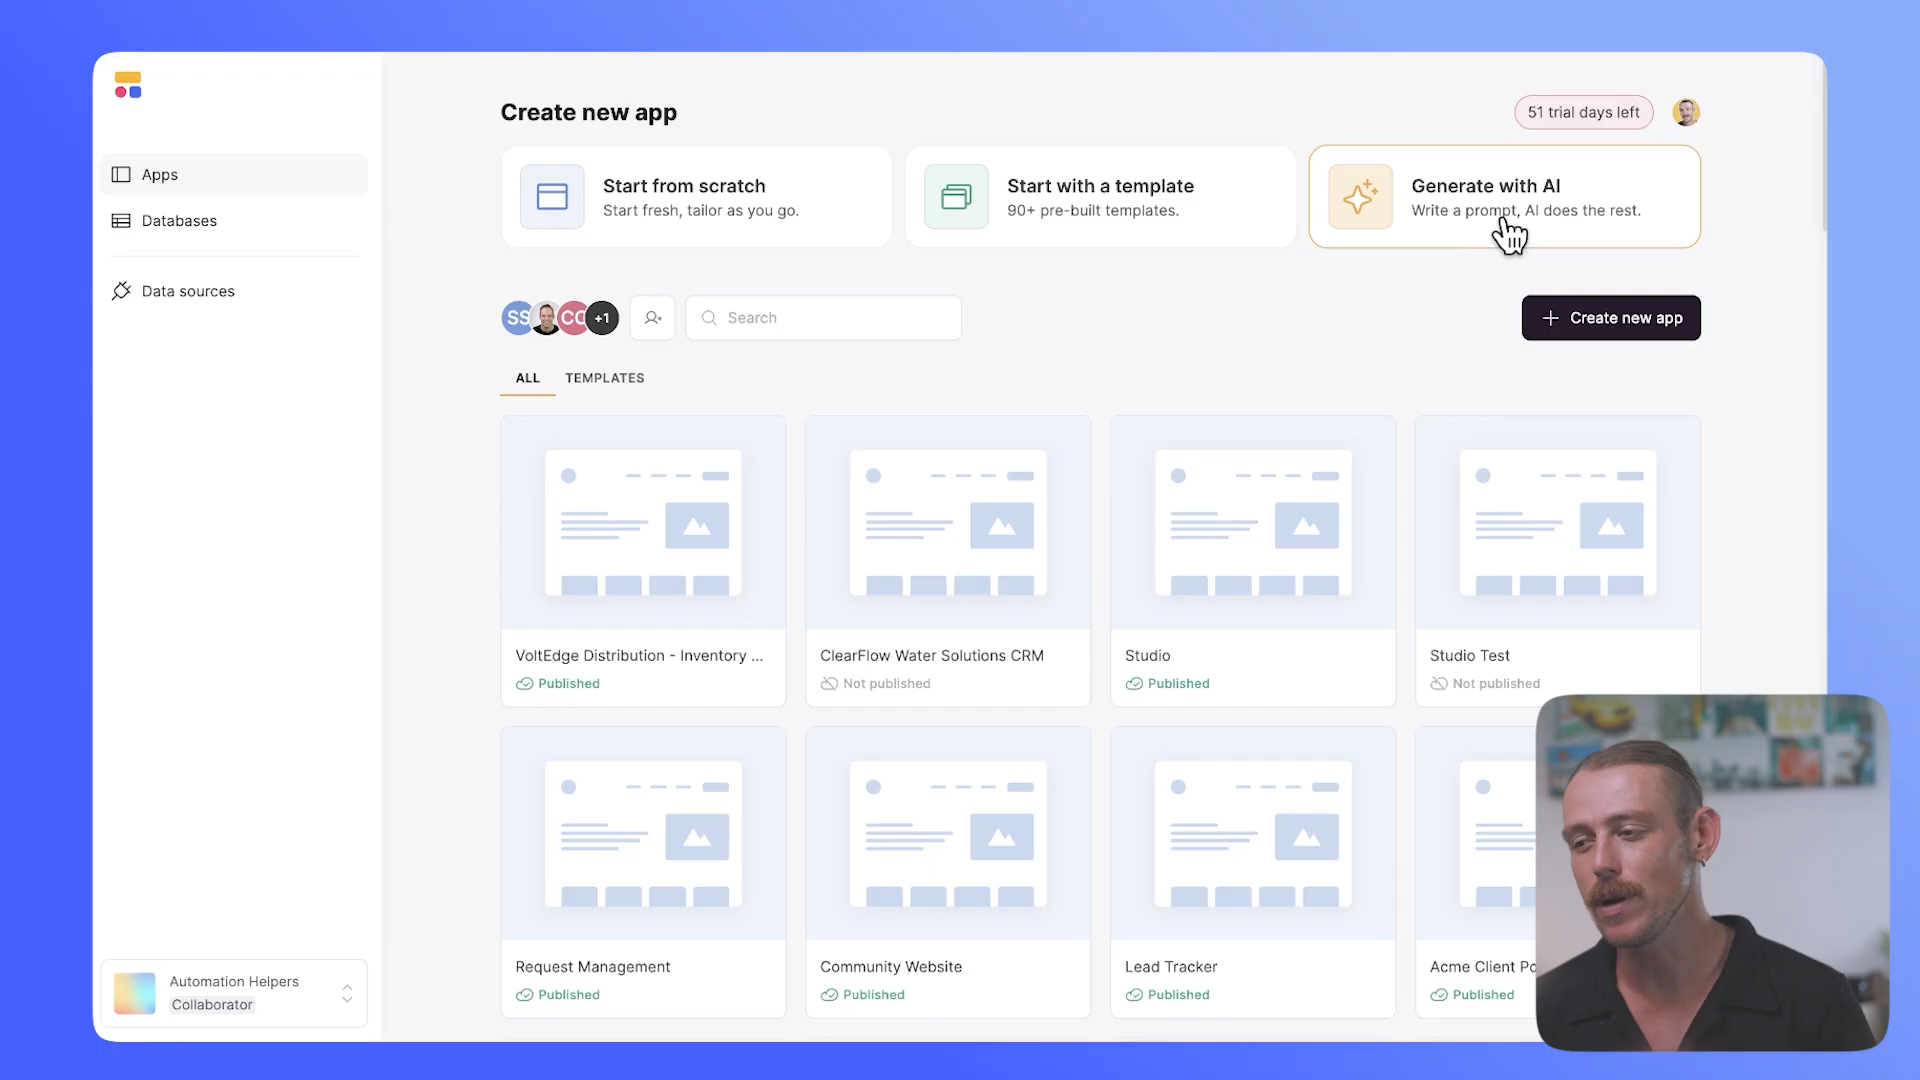 Create new app
51 trial days left
Apps
Databases
Data sources
Start from scratch
Start fresh, tailor as you go.
Start with a template
90+ pre-built templates.
Generate with AI
Write a prompt, AI does the rest.
SS
CC
+1
Search
Create new app
ALL
TEMPLATES
VoltEdge Distribution - Inventory ...
Published
ClearFlow Water Solutions CRM
Not published
Studio
Published
Studio Test
Not published
Request Management
Published
Community Website
Published
Lead Tracker
Published
Acme Client Po
Published
Automation Helpers
Collaborator